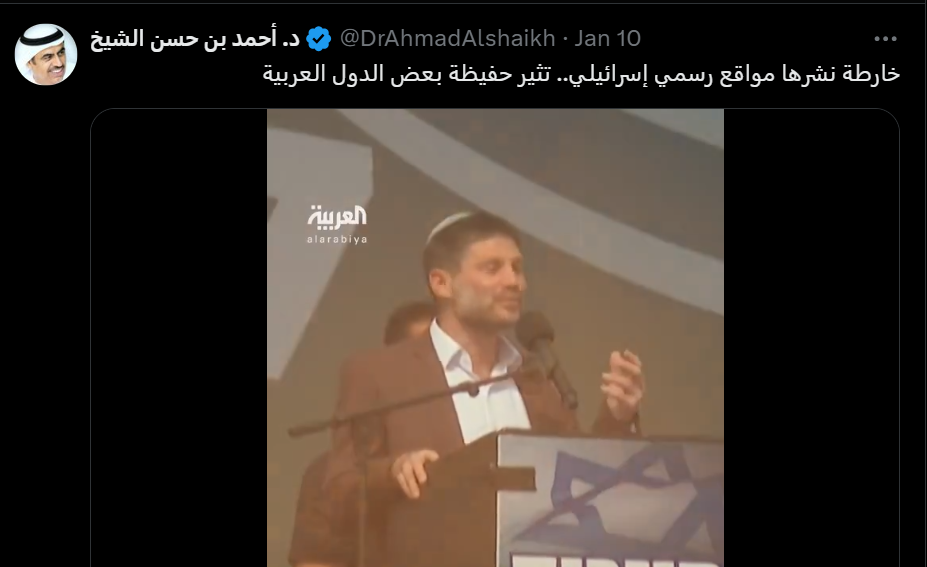 د. أحمد بن حسن الشيخ @DrAhmadAlshaikh · Jan 10
خارطة نشرها مواقع رسمي إسرائيلي.. تثير حفيظة بعض الدول العربية
العربية
alarabiya